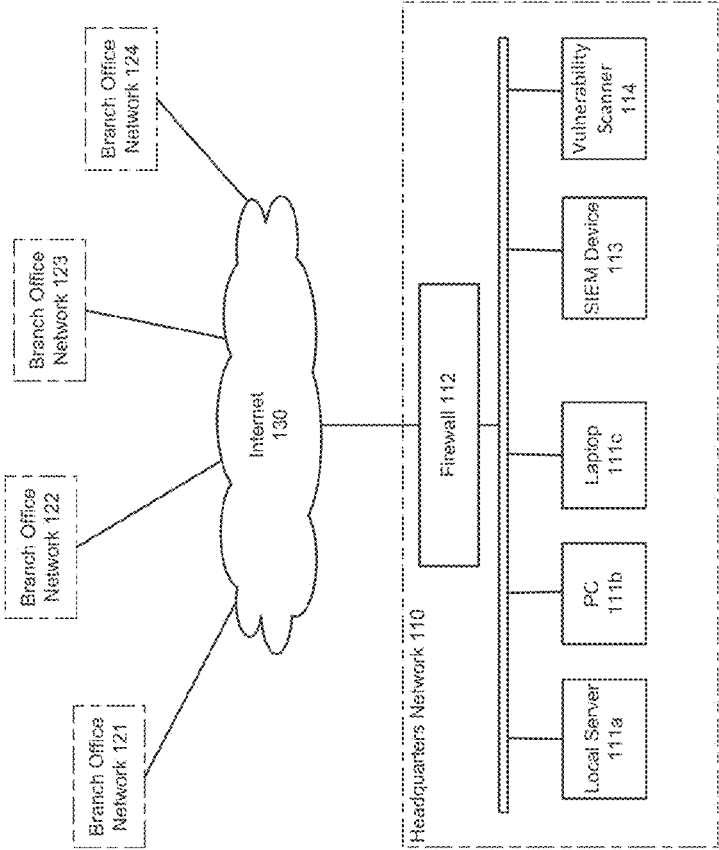 Branch Office
Network 121
Branch Office
Network 122
Branch Office
Network 123
Branch Office
Network 124
Internet
130
Headquarters Network 110
Firewall 112
Local Server
111a
PC
111b
Laptop
111c
SIEM Device
113
Vulnerability
Scanner
114